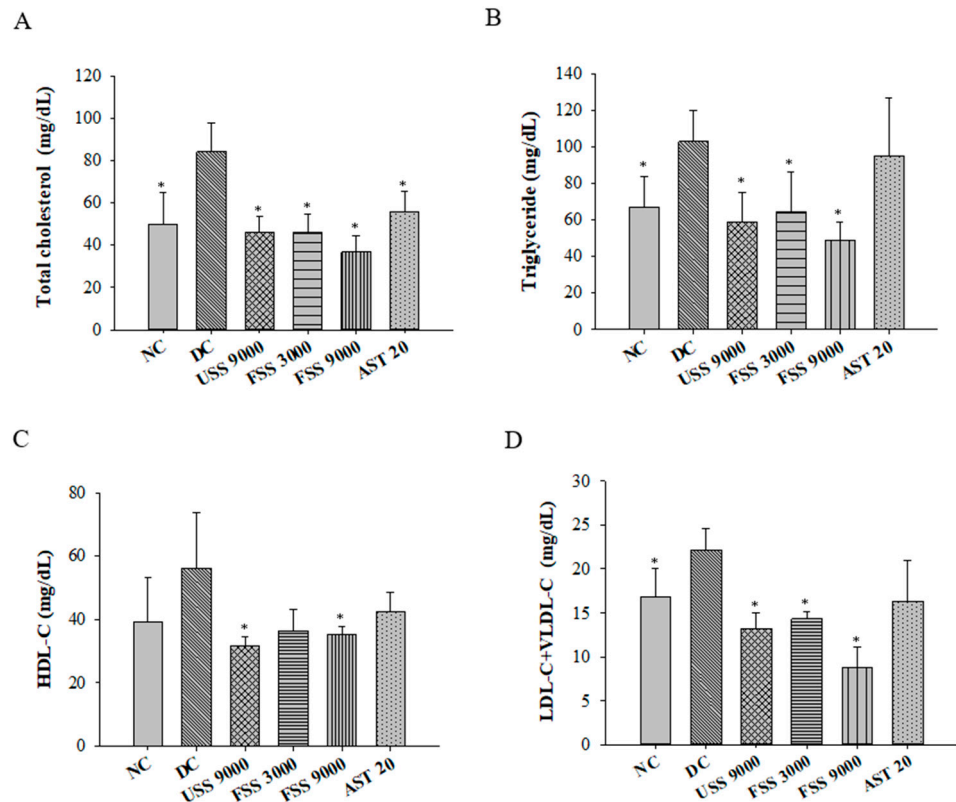 A
Total cholesterol (mg/dL)
120
100
80
60
40
20
0
* * * * *
NC DC USS 9000 FSS 3000 FSS 9000 AST 20
B
Triglyceride (mg/dL)
140
120
100
80
60
40
20
0
* * * *
NC DC USS 9000 FSS 3000 FSS 9000 AST 20
C
HDL-C (mg/dL)
80
60
40
20
0
* *
NC DC USS 9000 FSS 3000 FSS 9000 AST 20
D
LDL-C+VLDL-C (mg/dL)
30
25
20
15
10
5
0
* * * *
NC DC USS 9000 FSS 3000 FSS 9000 AST 20